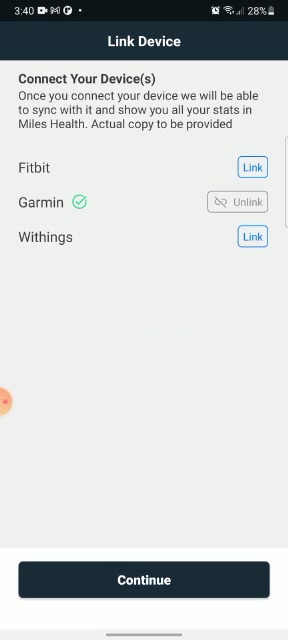 3:40 28%
Link Device
Connect Your Device(s)
Once you connect your device we will be able
to sync with it and show you all your stats in
Miles Health. Actual copy to be provided
Fitbit Link
Garmin Unlink
Withings Link
Continue